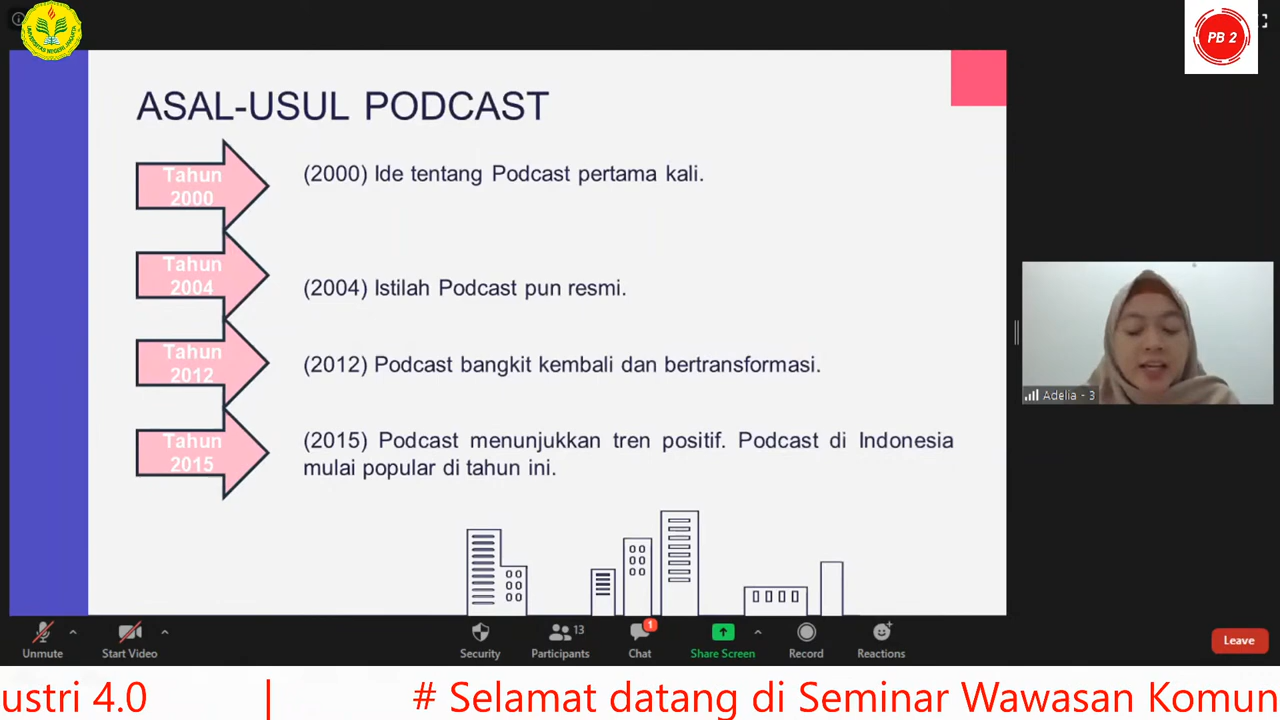 UNIVERSITAS NEGERI JAKARTA
PB 2
ASAL-USUL PODCAST
Tahun
2000
(2000) Ide tentang Podcast pertama kali.
Tahun
2004
(2004) Istilah Podcast pun resmi.
Tahun
2012
(2012) Podcast bangkit kembali dan bertransformasi.
Tahun
2015
(2015) Podcast menunjukkan tren positif. Podcast di Indonesia
mulai popular di tahun ini.
Adelia - 3
Unmute
Start Video
Security
13
Participants
1
Chat
Share Screen
Record
Reactions
Leave
ustri 4.0 | # Selamat datang di Seminar Wawasan Komun